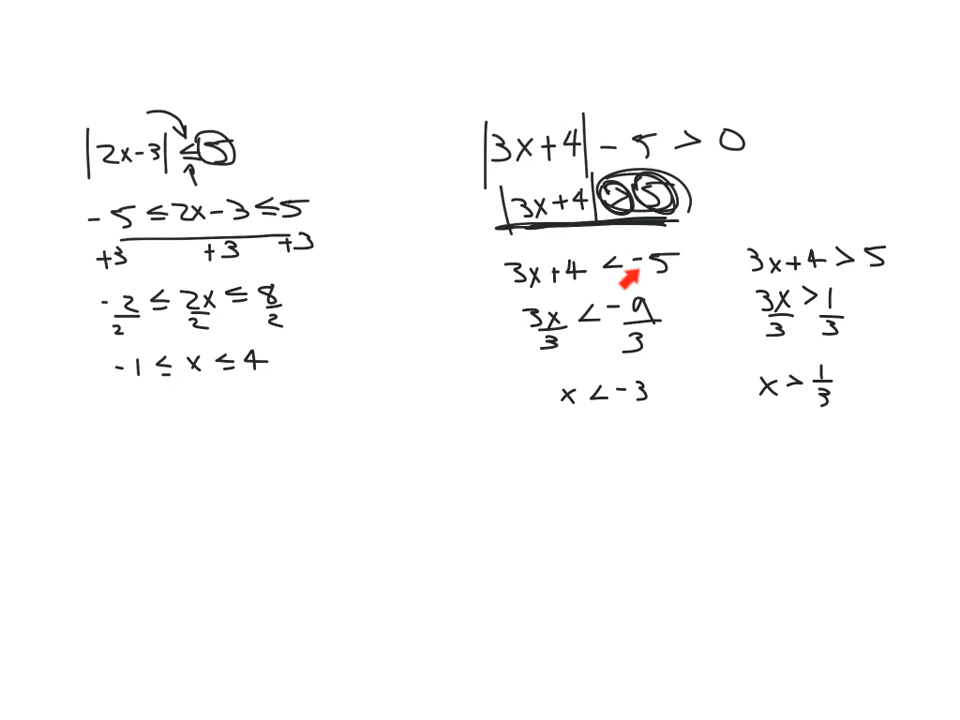 |2x-3| ≤ 5
-5 ≤ 2x-3 ≤ 5
+3 +3 +3
-2/2 ≤ 2x/2 ≤ 8/2
-1 ≤ x ≤ 4
|3x+4| - 5 > 0
|3x+4| > 5
3x+4 < -5
3x/3 < -9/3
x < -3
3x+4 > 5
3x/3 > 1/3
x > 1/3